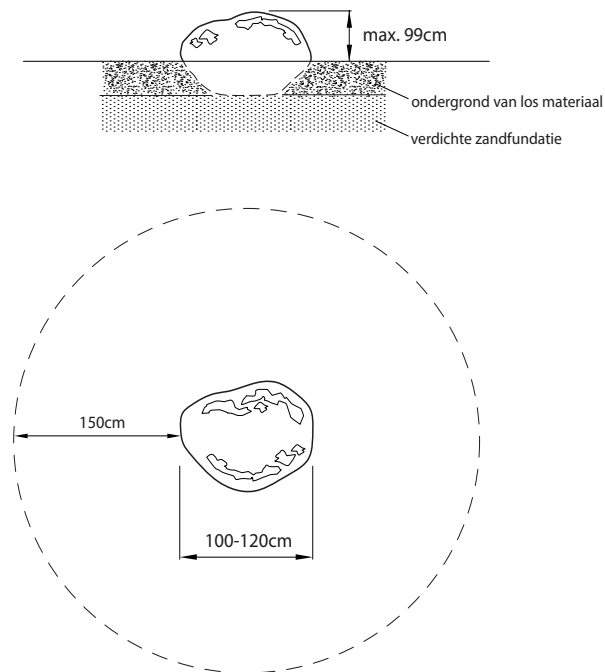 max. 99cm
ondergrond van los materiaal
verdichte zandfundatie
150cm
100-120cm